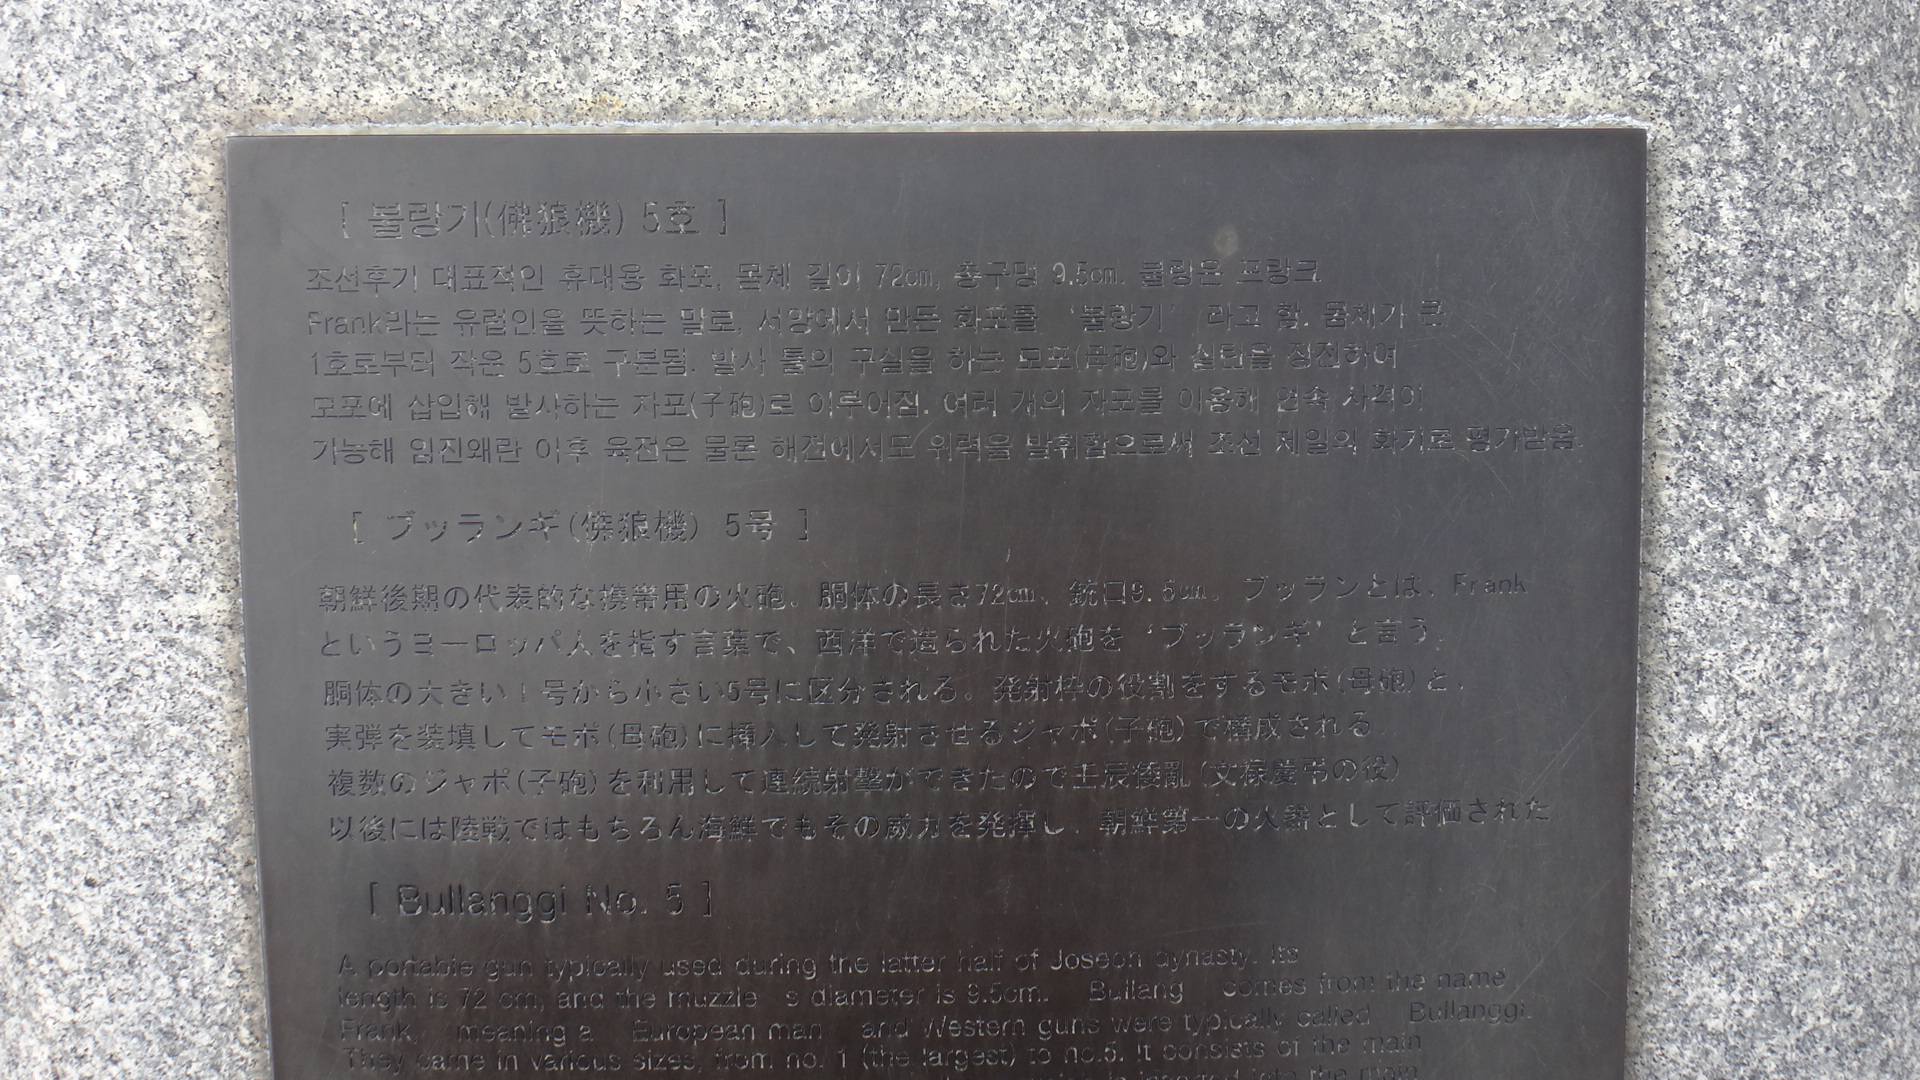 [ 불랑기(佛狼機) 5호 ]
조선후기 대표적인 휴대용 화포, 몸체 길이 72cm, 총구멍 9.5cm. 불랑은 프랑크
Frank라는 유럽인을 뜻하는 말로, 서양에서 만든 화포를 '불랑기' 라고 함. 몸체가 큰
1호로부터 작은 5호로 구분됨. 발사 틀의 구실을 하는 모포(母砲)와 실탄을 장전하여
모포에 삽입해 발사하는 자포(子砲)로 이루어짐. 여러 개의 자포를 이용해 연속 사격이
가능해 임진왜란 이후 육전은 물론 해전에서도 위력을 발휘함으로써 조선 제일의 화기로 평가받음.
[ ブッランギ(佛狼機) 5号 ]
朝鮮後期の代表的な携帯用の火砲。胴体の長さ72cm、銃口9.5cm。ブッランとは、Frank
というヨーロッパ人を指す言葉で、西洋で造られた火砲を 'ブッランギ' と言う。
胴体の大きい1号から小さい5号に区分される。発射枠の役割をするモポ(母砲)と、
実弾を装填してモポ(母砲)に挿入して発射させるジャポ(子砲)で構成される
複数のジャポ(子砲)を利用して連続射撃ができたので壬辰倭亂(文禄慶弔の役)
以後には陸戦ではもちろん海鮮でもその威力を発揮し、朝鮮第一の火器として評価された
[ Bullanggi No. 5 ]
A portable gun typically used during the latter half of Joseon dynasty. Its
length is 72 cm, and the muzzle s diameter is 9.5cm. Bullang comes from the name
Frank, meaning a European man and Western guns were typically called Bullanggi.
They came in various sizes, from no. 1 (the largest) to no.5. It consists of the main
is inserted into the main